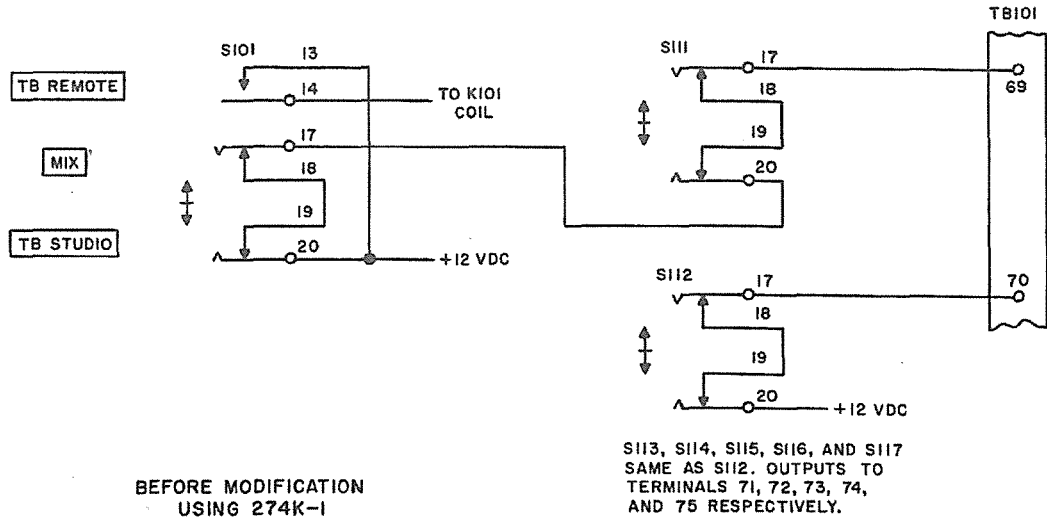 TB101
S101
13
14
TO K101
COIL
17
18
19
20
+12 VDC
TB REMOTE
MIX
TB STUDIO
S111
17
18
19
20
69
S112
17
18
19
20
+12 VDC
70
S113, S114, S115, S116, AND S117
SAME AS S112. OUTPUTS TO
TERMINALS 71, 72, 73, 74,
AND 75 RESPECTIVELY.
BEFORE MODIFICATION
USING 274K-1